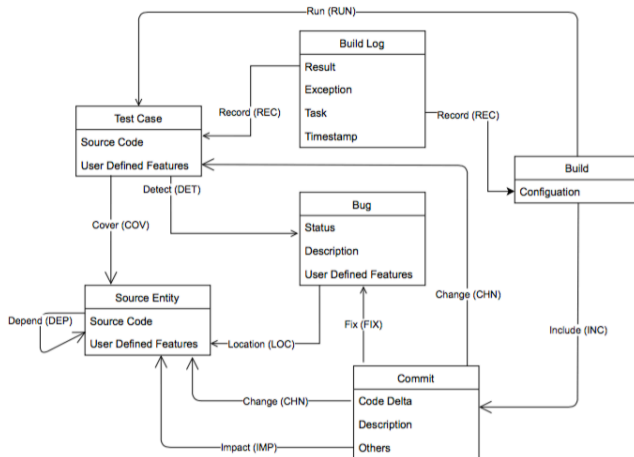 Run (RUN)
Build Log
Result
Exception
Task
Timestamp
Record (REC)
Record (REC)
Test Case
Source Code
User Defined Features
Build
Configuation
Detect (DET)
Bug
Status
Description
User Defined Features
Cover (COV)
Source Entity
Source Code
User Defined Features
Depend (DEP)
Location (LOC)
Fix (FIX)
Change (CHN)
Include (INC)
Commit
Code Delta
Description
Others
Change (CHN)
Impact (IMP)